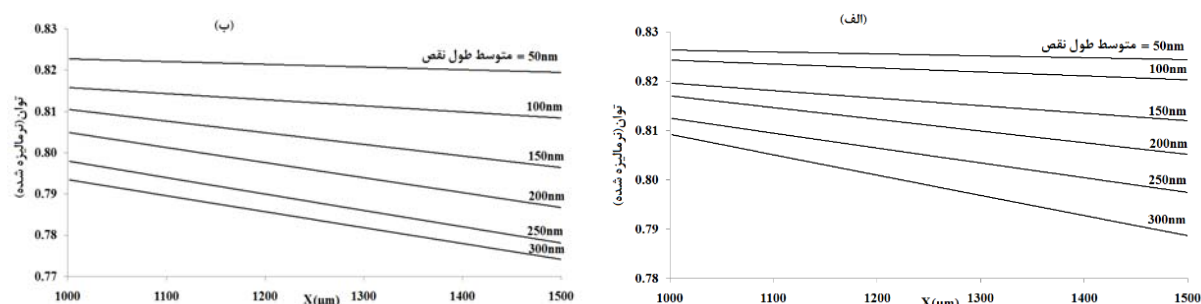 (ب)
0.83
0.82
0.81
0.80
0.79
0.78
0.77
توان(نرمالیزه شده)
متوسط طول نقص = 50nm
100nm
150nm
200nm
250nm
300nm
1000 1100 1200 1300 1400 1500
X(µm)
(الف)
0.83
0.82
0.81
0.80
0.79
0.78
توان(نرمالیزه شده)
متوسط طول نقص = 50nm
100nm
150nm
200nm
250nm
300nm
1000 1100 1200 1300 1400 1500
X(µm)